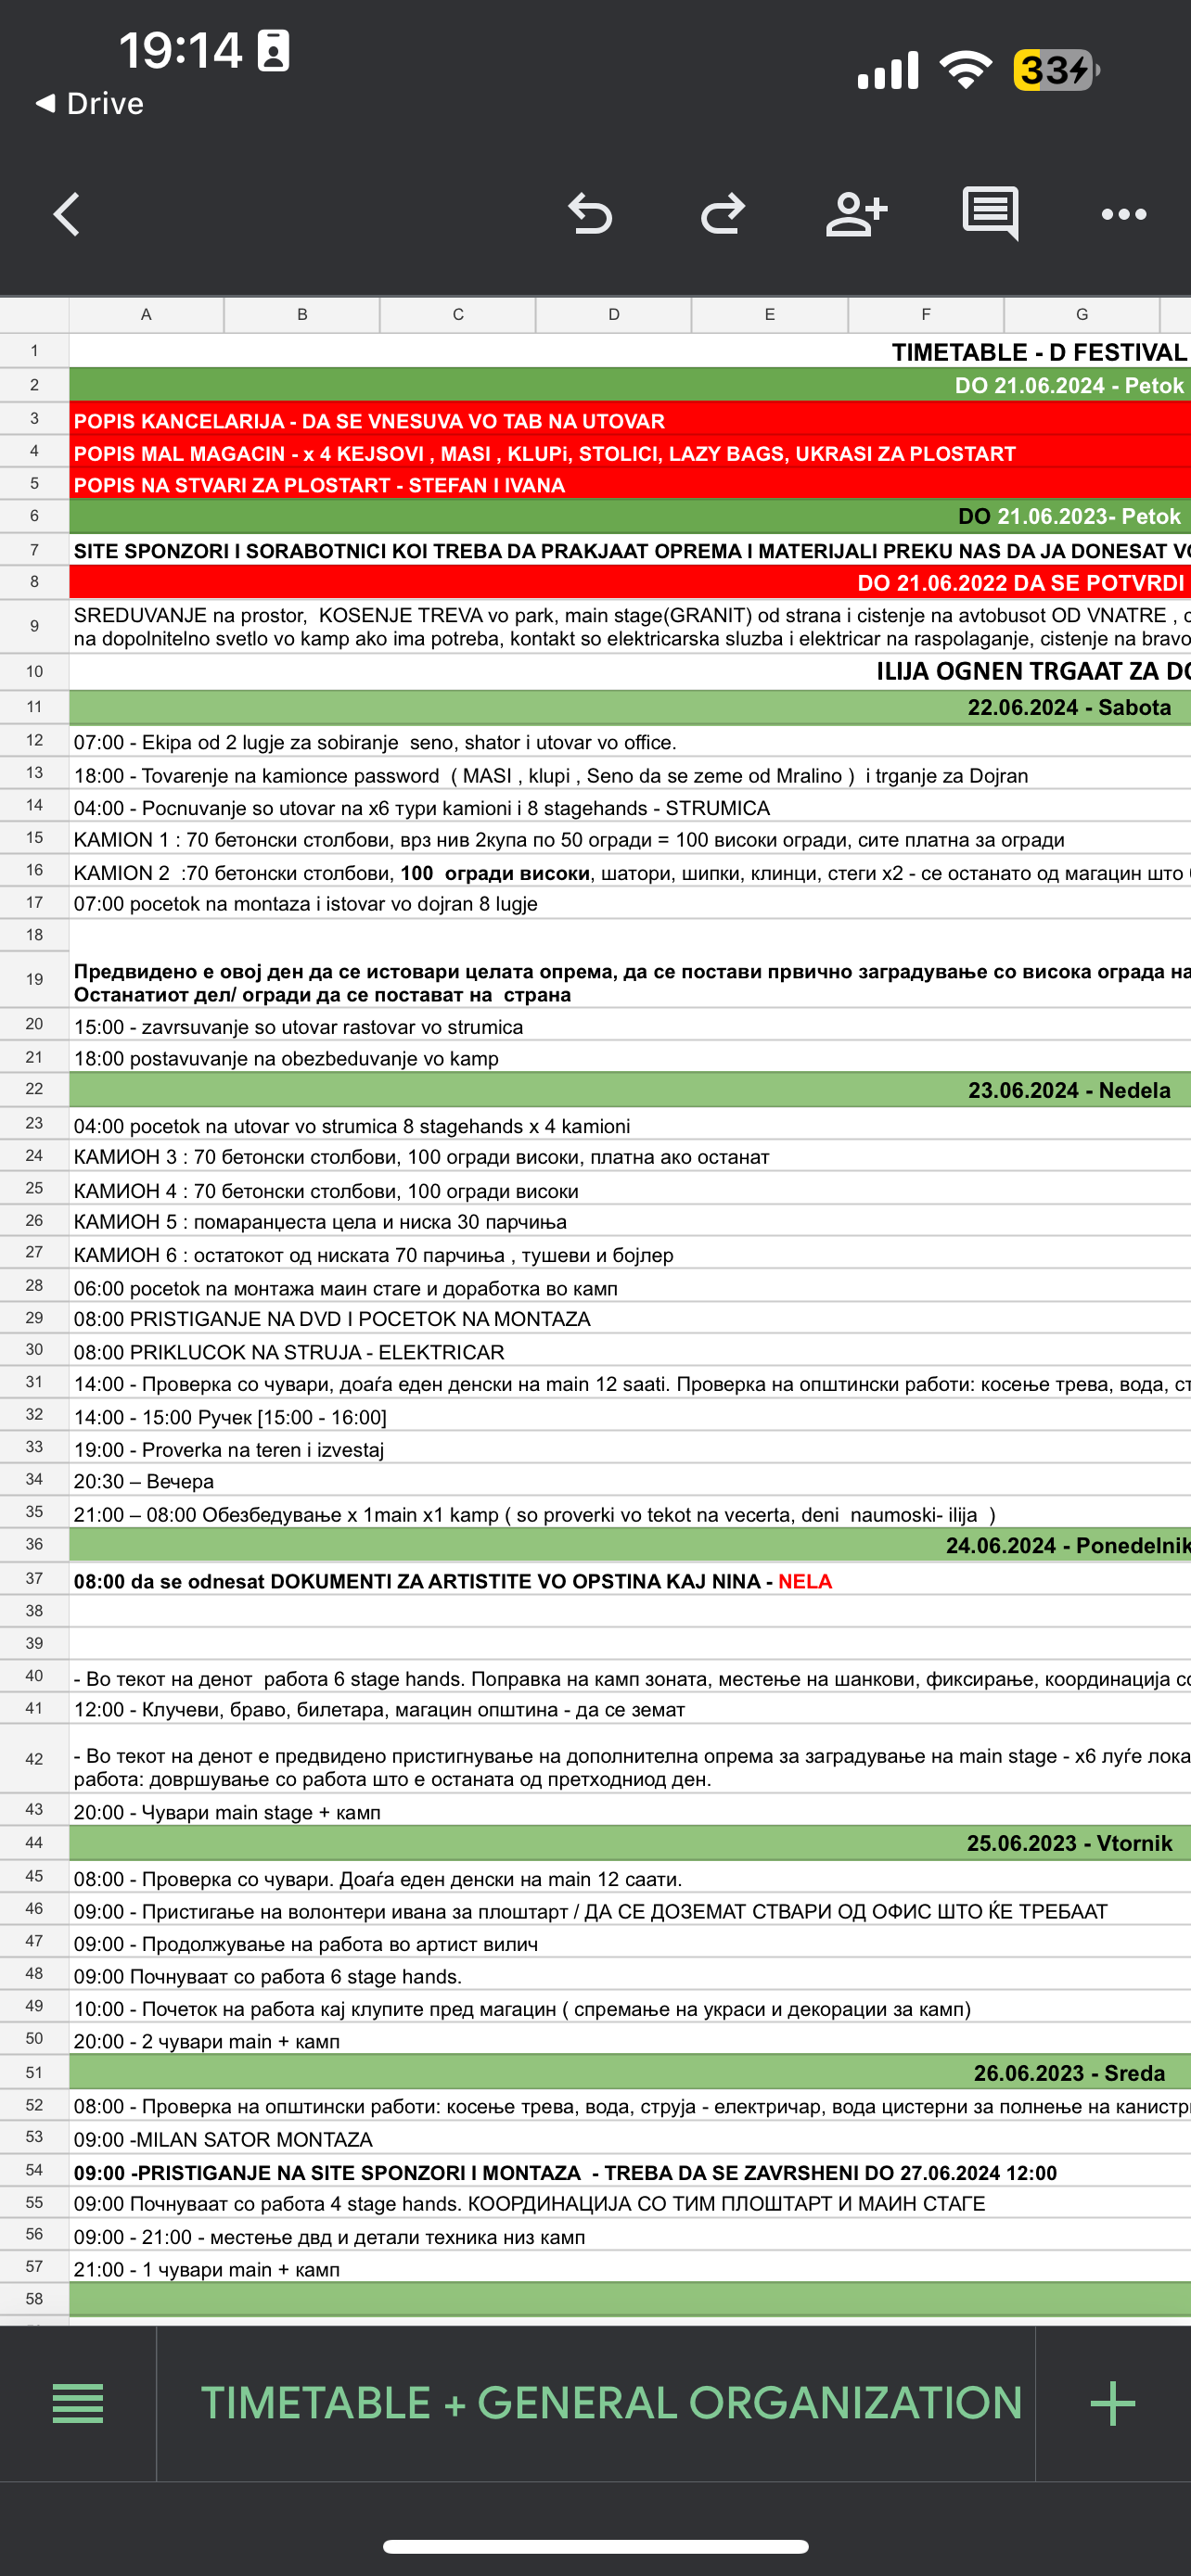 19:14
33
Drive
A B C D E F G
1 TIMETABLE - D FESTIVAL
2 DO 21.06.2024 - Petok
3 POPIS KANCELARIJA - DA SE VNESUVA VO TAB NA UTOVAR
4 POPIS MAL MAGACIN - x 4 KEJSOVI , MASI , KLUPi, STOLICI, LAZY BAGS, UKRASI ZA PLOSTART
5 POPIS NA STVARI ZA PLOSTART - STEFAN I IVANA
6 DO 21.06.2023- Petok
7 SITE SPONZORI I SORABOTNICI KOI TREBA DA PRAKJAAT OPREMA I MATERIJALI PREKU NAS DA JA DONESAT
8 DO 21.06.2022 DA SE POTVRDI
9 SREDUVANJE na prostor, KOSENJE TREVA vo park, main stage(GRANIT) od strana i cistenje na avtobusot OD VNATRE ,
na dopolnitelno svetlo vo kamp ako ima potreba, kontakt so elektricarska sluzba i elektricar na raspolaganje, cistenje na bravo
10 ILIJA OGNEN TRGAAT ZA
11 22.06.2024 - Sabota
12 07:00 - Ekipa od 2 lugje za sobiranje seno, shator i utovar vo office.
13 18:00 - Tovarenje na kamionce password ( MASI , klupi , Seno da se zeme od Mralino ) i trganje za Dojran
14 04:00 - Pocnuvanje so utovar na x6 тури kamioni i 8 stagehands - STRUMICA
15 KAMION 1 : 70 бетонски столбови, врз нив 2купа по 50 огради = 100 високи огради, сите платна за огради
16 KAMION 2 :70 бетонски столбови, 100 огради високи, шатори, шипки, клинци, стеги x2 - се останато од магацин што
17 07:00 pocetok na montaza i istovar vo dojran 8 lugje
18
19 Предвидено е овој ден да се истовари целата опрема, да се постави првично заградување со висока ограда на
Останатиот дел/ огради да се постават на страна
20 15:00 - zavrsuvanje so utovar rastovar vo strumica
21 18:00 postavuvanje na obezbeduvanje vo kamp
22 23.06.2024 - Nedela
23 04:00 pocetok na utovar vo strumica 8 stagehands x 4 kamioni
24 КАМИОН 3 : 70 бетонски столбови, 100 огради високи, платна ако останат
25 КАМИОН 4 : 70 бетонски столбови, 100 огради високи
26 КАМИОН 5 : помаранџеста цела и ниска 30 парчиња
27 КАМИОН 6 : остатокот од ниската 70 парчиња , тушеви и бојлер
28 06:00 pocetok na монтажа маин стаге и доработка во камп
29 08:00 PRISTIGANJE NA DVD I POCETOK NA MONTAZA
30 08:00 PRIKLUCOK NA STRUJA - ELEKTRICAR
31 14:00 - Проверка со чувари, доаѓа еден денски на main 12 saati. Проверка на општински работи: косење трева, вода,
32 14:00 - 15:00 Ручек [15:00 - 16:00]
33 19:00 - Proverka na teren i izvestaj
34 20:30 – Вечера
35 21:00 – 08:00 Обезбедување x 1main x1 kamp ( so proverki vo tekot na vecerta, deni naumoski- ilija )
36 24.06.2024 - Ponedelnik
37 08:00 da se odnesat DOKUMENTI ZA ARTISTITE VO OPSTINA KAJ NINA - NELA
38
39
40 - Во текот на денот работа 6 stage hands. Поправка на камп зоната, местење на шанкови, фиксирање, координација
41 12:00 - Клучеви, браво, билетара, магацин општина - да се земат
42 - Во текот на денот е предвидено пристигнување на дополнителна опрема за заградување на main stage - x6 луѓе
работа: довршување со работа што е останата од претходниод ден.
43 20:00 - Чувари main stage + камп
44 25.06.2023 - Vtornik
45 08:00 - Проверка со чувари. Доаѓа еден денски на main 12 саати.
46 09:00 - Пристигање на волонтери ивана за плоштарт / ДА СЕ ДОЗЕМАТ СТВАРИ ОД ОФИС ШТО ЌЕ ТРЕБААТ
47 09:00 - Продолжување на работа во артист вилич
48 09:00 Почнуваат со работа 6 stage hands.
49 10:00 - Почеток на работа кај клупите пред магацин ( спремање на украси и декорации за камп)
50 20:00 - 2 чувари main + камп
51 26.06.2023 - Sreda
52 08:00 - Проверка на општински работи: косење трева, вода, струја - електричар, вода цистерни за полнење на
53 09:00 -MILAN SATOR MONTAZA
54 09:00 -PRISTIGANJE NA SITE SPONZORI I MONTAZA - TREBA DA SE ZAVRSHENI DO 27.06.2024 12:00
55 09:00 Почнуваат со работа 4 stage hands. КООРДИНАЦИЈА СО ТИМ ПЛОШТАРТ И МАИН СТАГЕ
56 09:00 - 21:00 - местење двд и детали техника низ камп
57 21:00 - 1 чувари main + камп
58
TIMETABLE + GENERAL ORGANIZATION